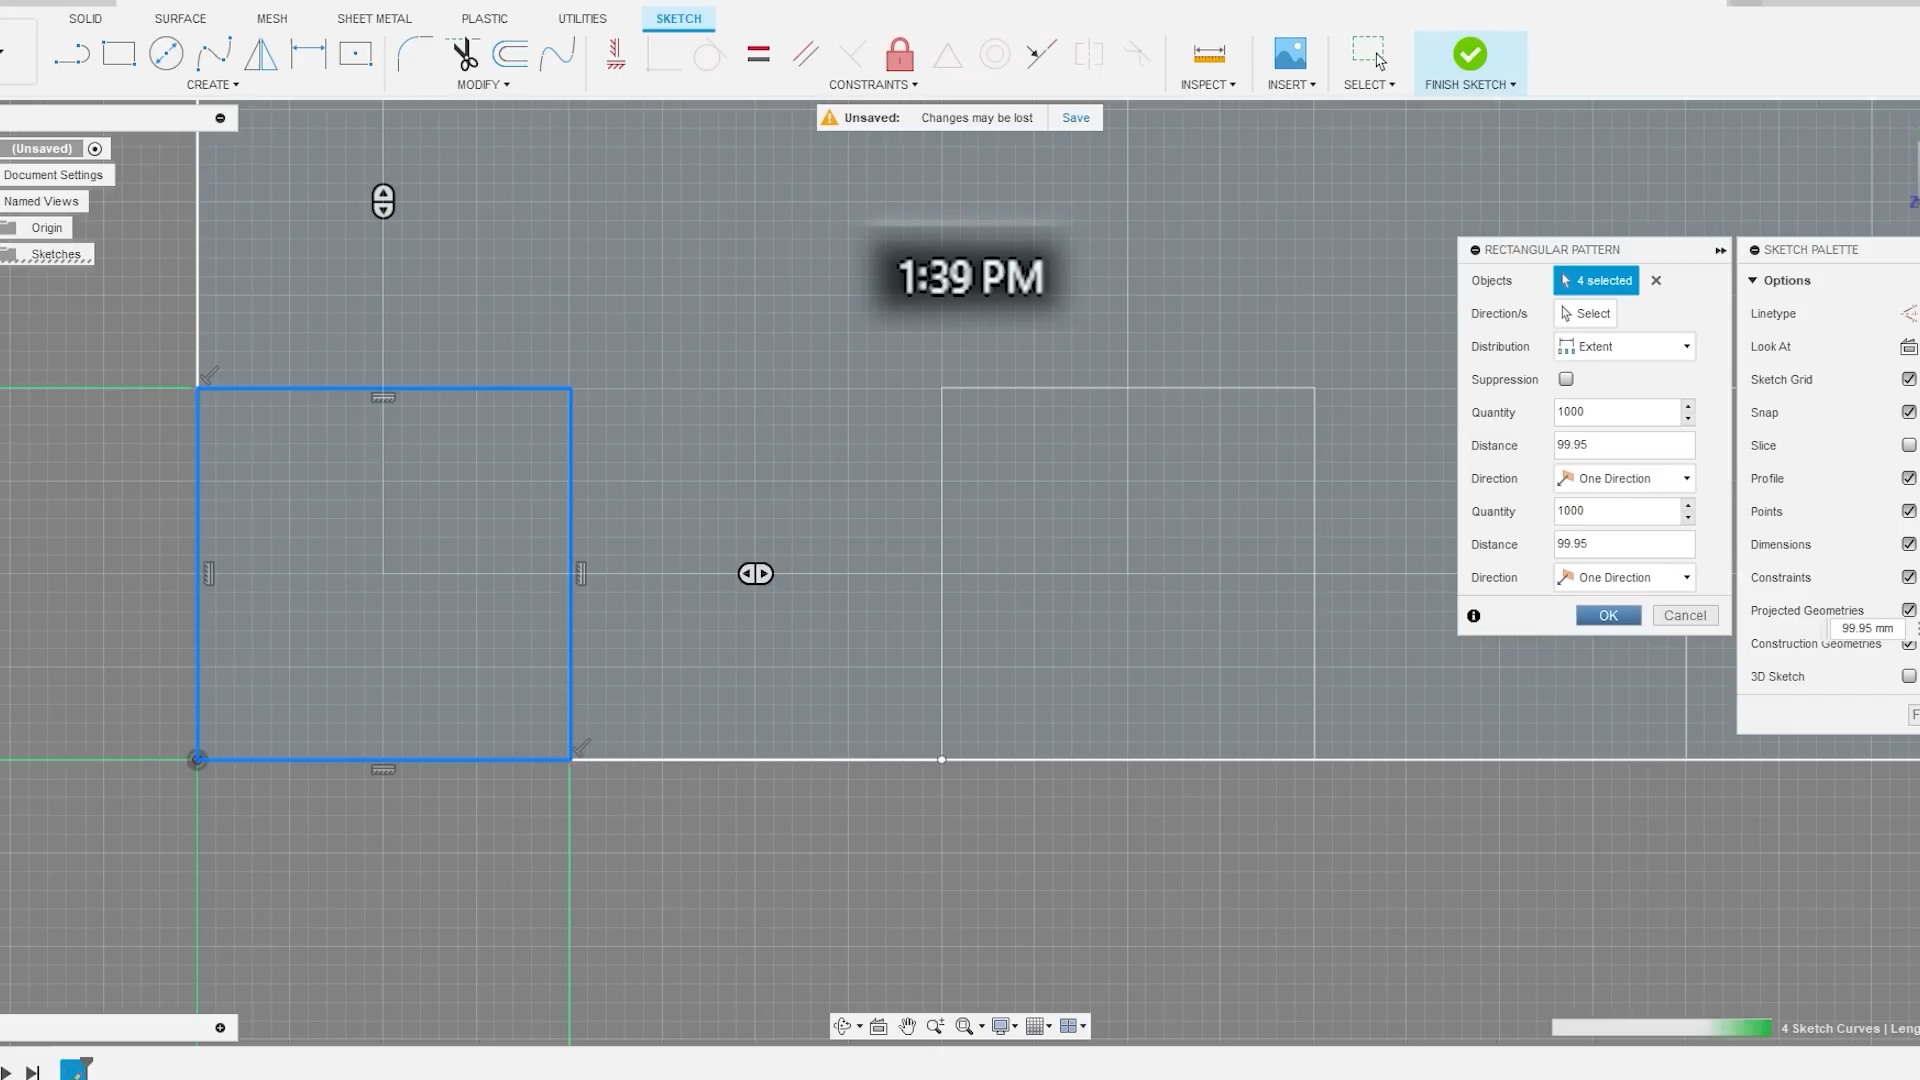 SOLID SURFACE MESH SHEET METAL PLASTIC UTILITIES SKETCH
CREATE MODIFY CONSTRAINTS INSPECT INSERT SELECT FINISH SKETCH
Unsaved: Changes may be lost Save
(Unsaved)
Document Settings
Named Views
Origin
Sketches
1:39 PM
RECTANGULAR PATTERN
Objects 4 selected
Direction/s Select
Distribution Extent
Suppression
Quantity 1000
Distance 99.95
Direction One Direction
Quantity 1000
Distance 99.95
Direction One Direction
OK Cancel
SKETCH PALETTE
Options
Linetype
Look At
Sketch Grid
Snap
Slice
Profile
Points
Dimensions
Constraints
Projected Geometries
99.95 mm
Construction Geometries
3D Sketch
Z
4 Sketch Curves |